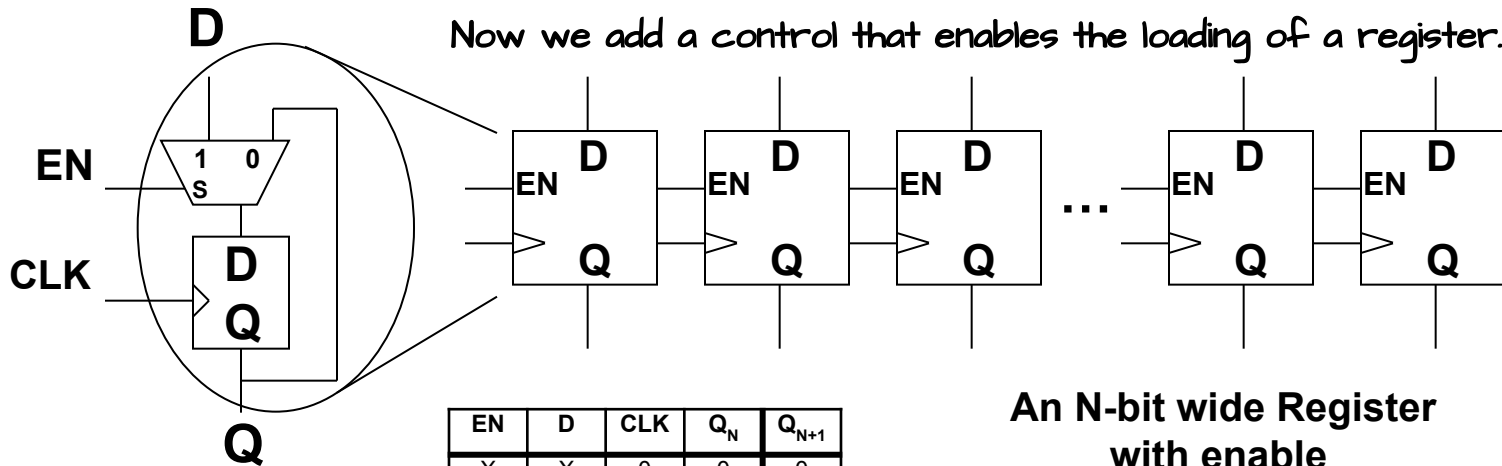 Now we add a control that enables the loading of a register.
D
EN
1 0
S
CLK
D
Q
Q
D D D D D
EN EN EN ... EN EN
Q Q Q Q Q
An N-bit wide Register
with enable
EN D CLK Q_N Q_{N+1}